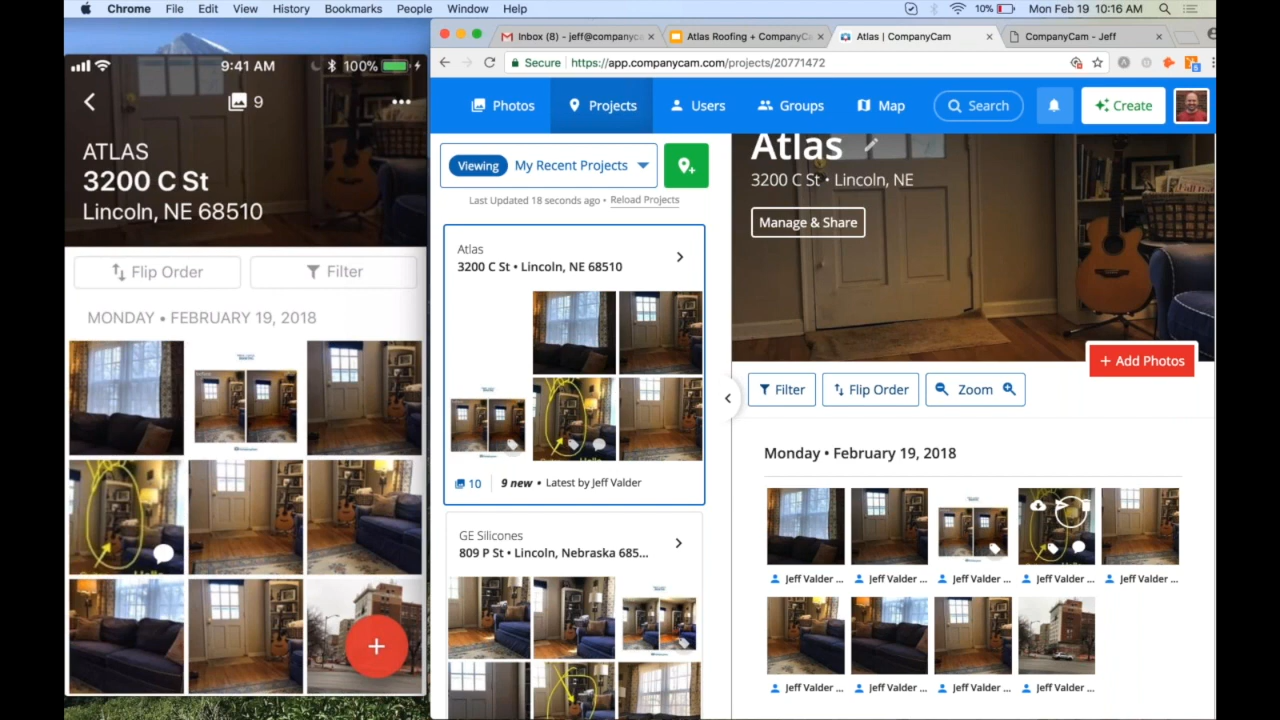 Chrome File Edit View History Bookmarks People Window Help
10% Mon Feb 19 10:16 AM
9:41 AM 100%
9
ATLAS
3200 C St
Lincoln, NE 68510
Flip Order Filter
MONDAY • FEBRUARY 19, 2018
Inbox (8) - jeff@companyc
Atlas Roofing + CompanyC
Atlas | CompanyCam
CompanyCam - Jeff
Secure https://app.companycam.com/projects/20771472
Photos Projects Users Groups Map Search Create
Viewing My Recent Projects
Last Updated 18 seconds ago • Reload Projects
Atlas
3200 C St • Lincoln, NE 68510
10 9 new • Latest by Jeff Valder
GE Silicones
809 P St • Lincoln, Nebraska 685...
Atlas
3200 C St • Lincoln, NE
Manage & Share
+ Add Photos
Filter Flip Order Zoom
Monday • February 19, 2018
Jeff Valder ... Jeff Valder ... Jeff Valder ... Jeff Valder ... Jeff Valder ...
Jeff Valder ... Jeff Valder ... Jeff Valder ... Jeff Valder ...